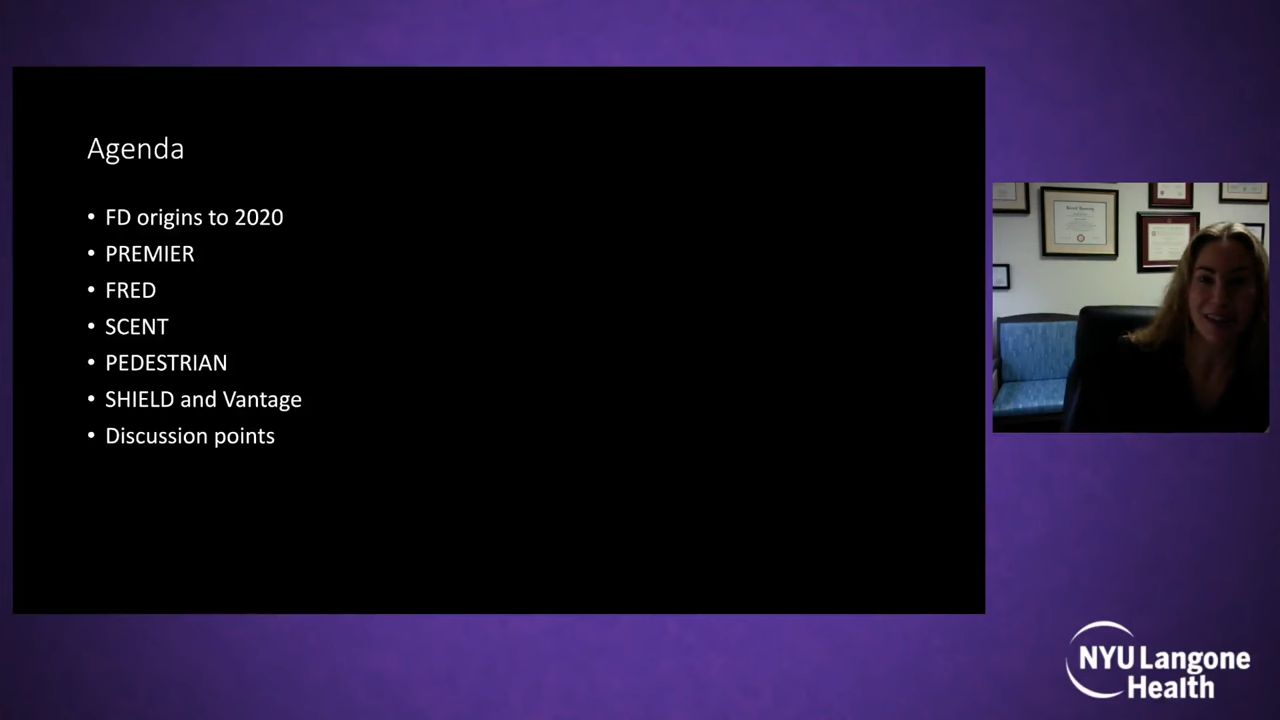 Agenda
• FD origins to 2020
• PREMIER
• FRED
• SCENT
• PEDESTRIAN
• SHIELD and Vantage
• Discussion points
NYU Langone
Health